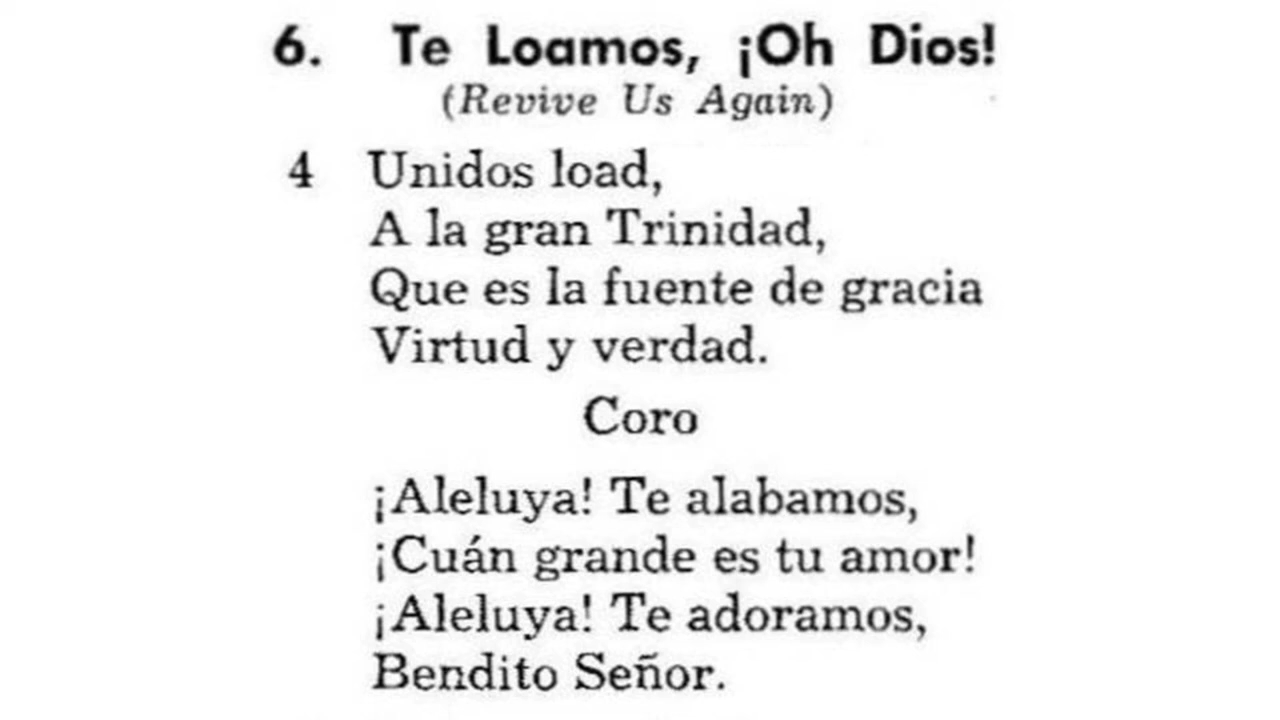 6. Te Loamos, ¡Oh Dios!
(Revive Us Again)
4 Unidos load,
A la gran Trinidad,
Que es la fuente de gracia
Virtud y verdad.
Coro
¡Aleluya! Te alabamos,
¡Cuán grande es tu amor!
¡Aleluya! Te adoramos,
Bendito Señor.